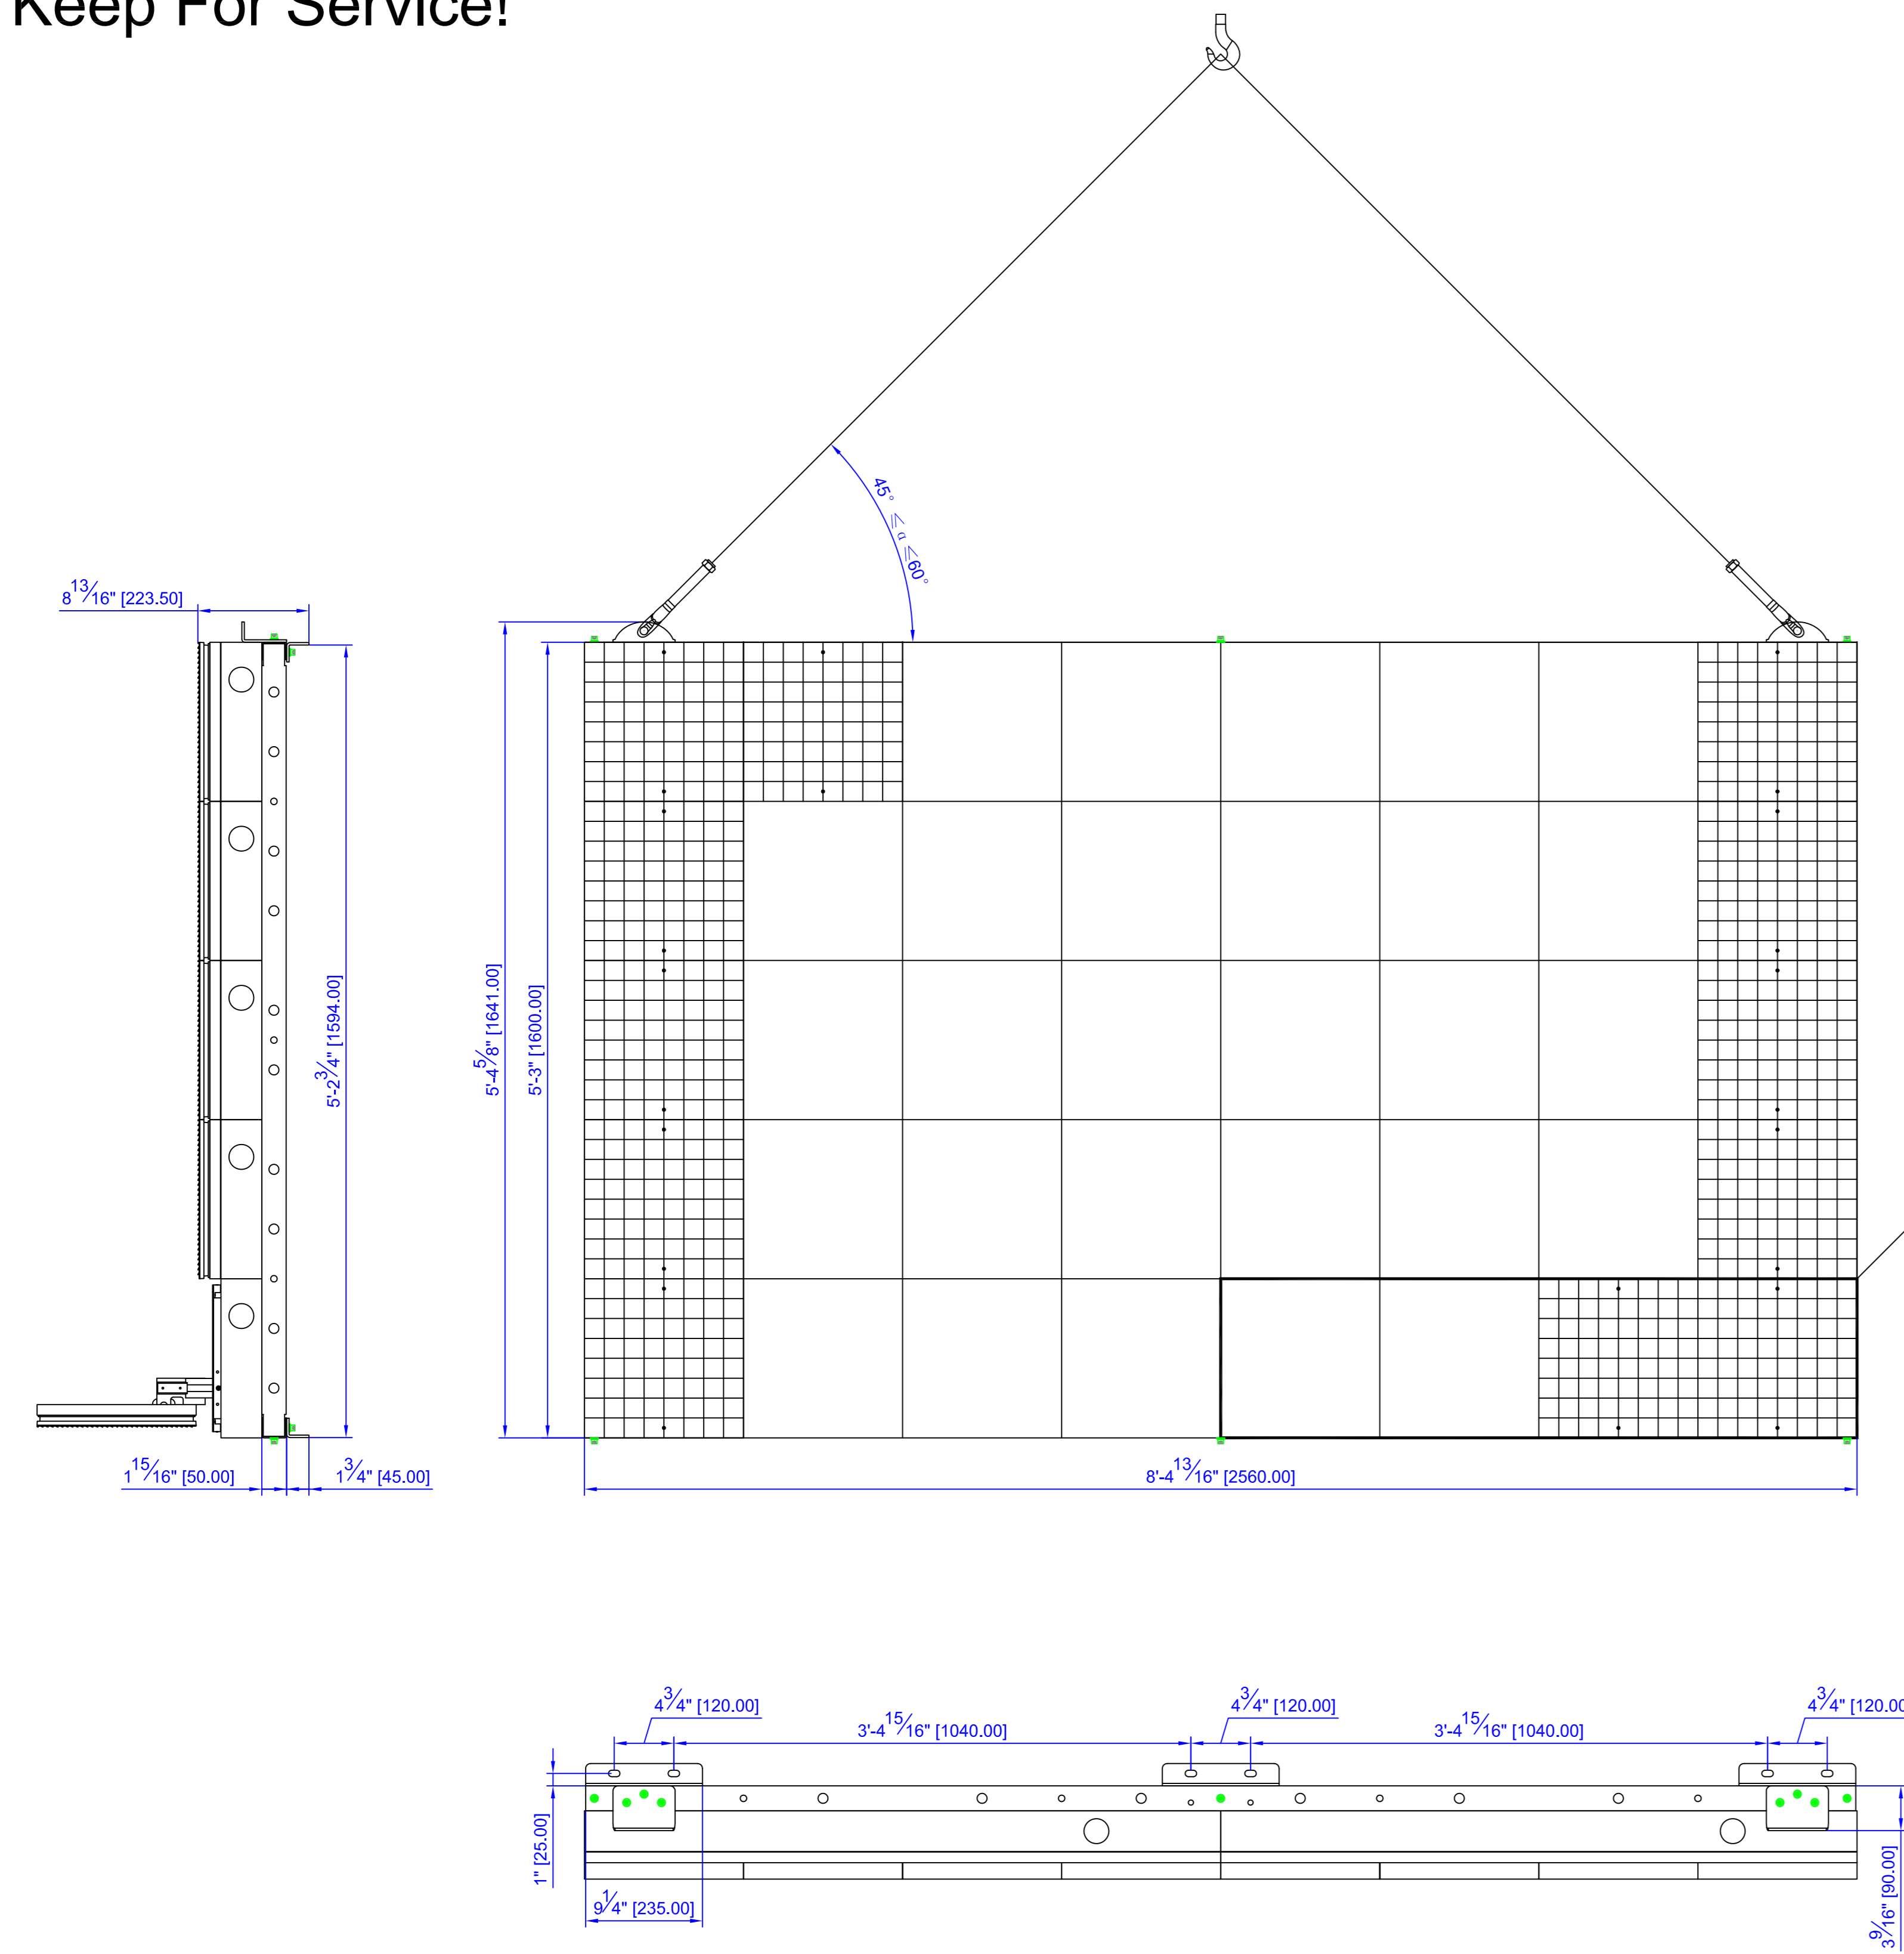 Keep For Service!
45° ≤ α ≤60°
8 13/16" [223.50]
5'-2 3/4" [1594.00]
5'-4 5/8" [1641.00]
5'-3" [1600.00]
1 15/16" [50.00]
1 3/4" [45.00]
8'-4 13/16" [2560.00]
4 3/4" [120.00]
3'-4 15/16" [1040.00]
4 3/4" [120.00]
3'-4 15/16" [1040.00]
4 3/4" [120.00
1" [25.00]
9 1/4" [235.00]
3 9/16" [90.00]